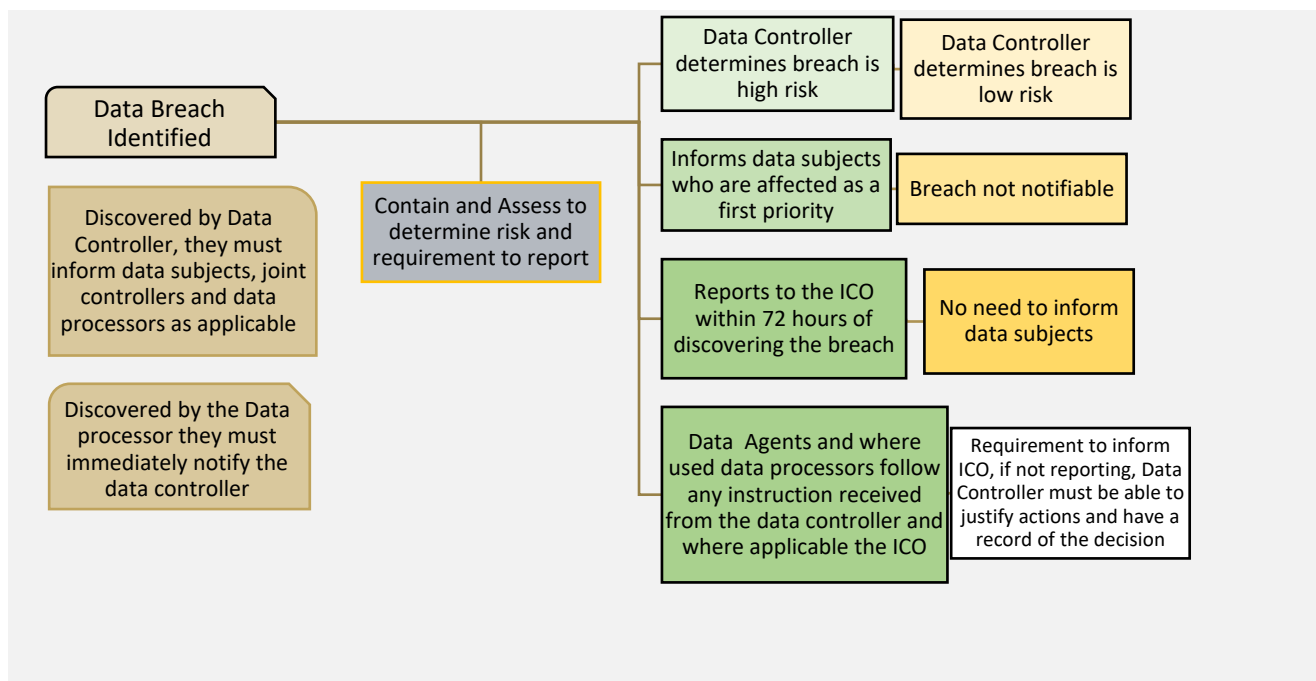 Data Breach
Identified
Discovered by Data
Controller, they must
inform data subjects, joint
controllers and data
processors as applicable
Discovered by the Data
processor they must
immediately notify the
data controller
Contain and Assess to
determine risk and
requirement to report
Data Controller
determines breach is
high risk
Data Controller
determines breach is
low risk
Informs data subjects
who are affected as a
first priority
Breach not notifiable
Reports to the ICO
within 72 hours of
discovering the breach
No need to inform
data subjects
Data Agents and where
used data processors follow
any instruction received
from the data controller and
where applicable the ICO
Requirement to inform
ICO, if not reporting, Data
Controller must be able to
justify actions and have a
record of the decision